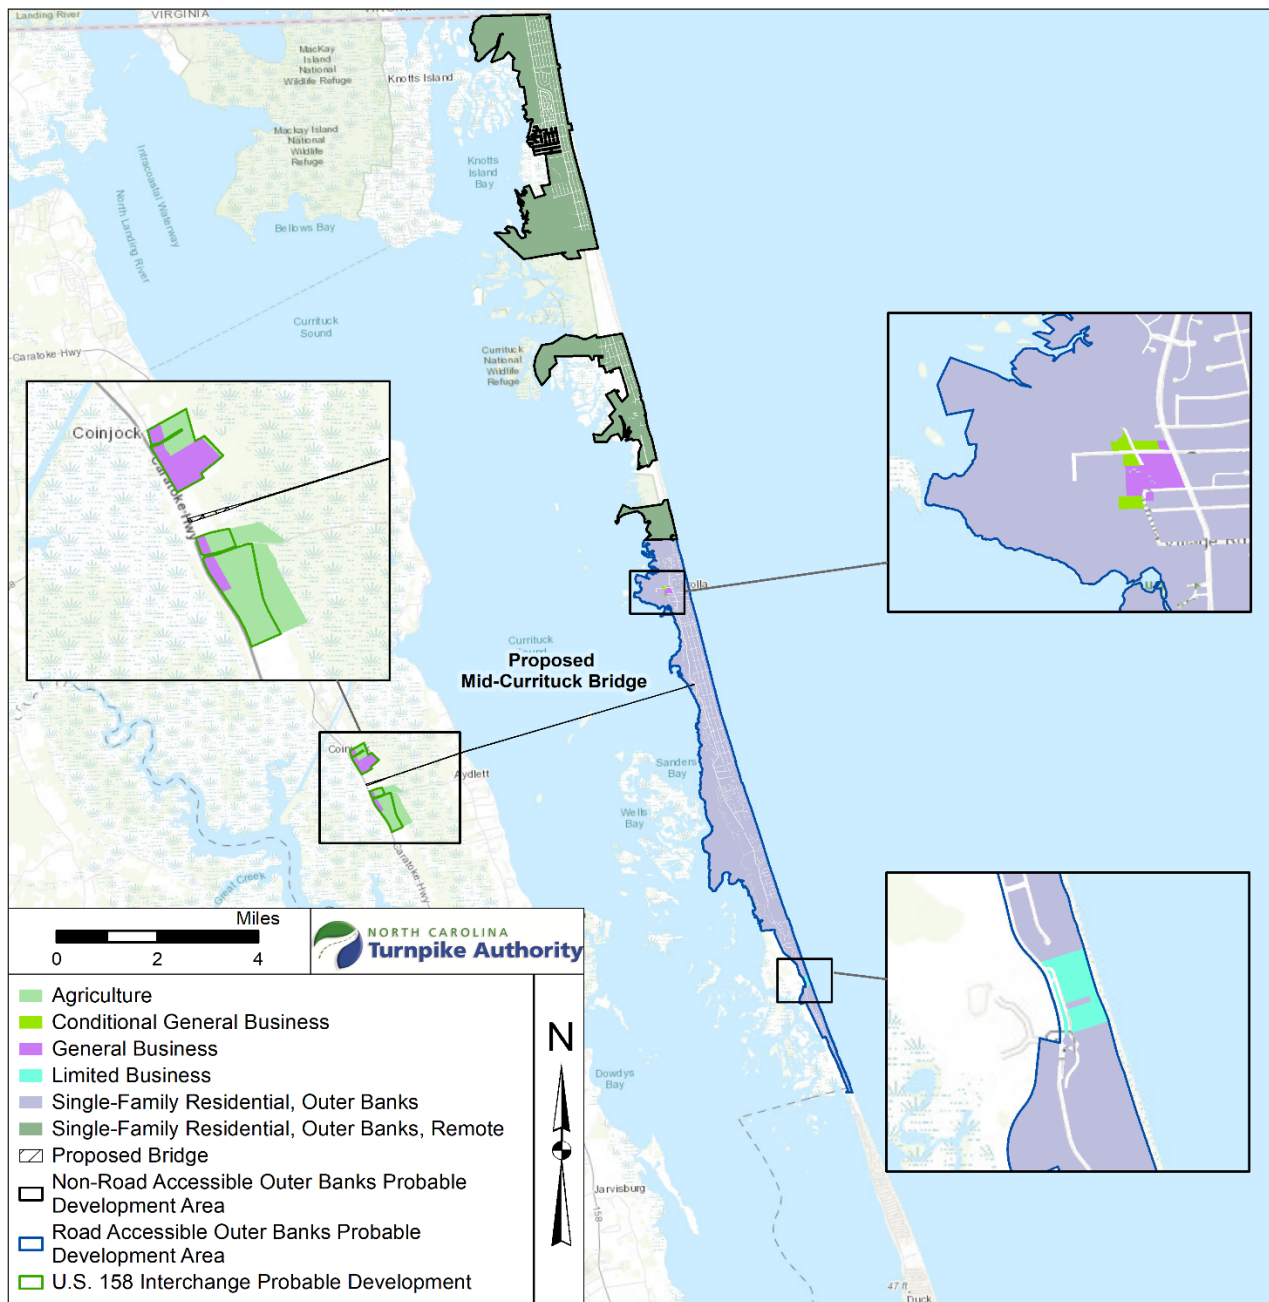 Landing River
VIRGINIA
MacKay
Island
National
Wildlife Refuge
Knotts Island
Mackay Island
National
Wildlife
Refuge
Knotts
Island
Bay
Intracoastal Waterway
North Landing River
Bellows Bay
Currituck
Sound
Caratoke-Hwy
Currituck
National
Wildlife
Refuge
Coinjock
Caratoke-Hwy
olla
Village
Currituck
Proposed
Mid-Currituck Bridge
Coin
Aydlett
Sanders
Bay
Wells
Bay
Caratoke-Hwy
Great Creek
Miles
0 2 4
NORTH CAROLINA
Turnpike Authority
Agriculture
Conditional General Business
General Business
Limited Business
Single-Family Residential, Outer Banks
Single-Family Residential, Outer Banks, Remote
Proposed Bridge
Non-Road Accessible Outer Banks Probable
Development Area
Road Accessible Outer Banks Probable
Development Area
U.S. 158 Interchange Probable Development
N
Dowdys
Bay
Jarvisburg
158
47 ft
Duck